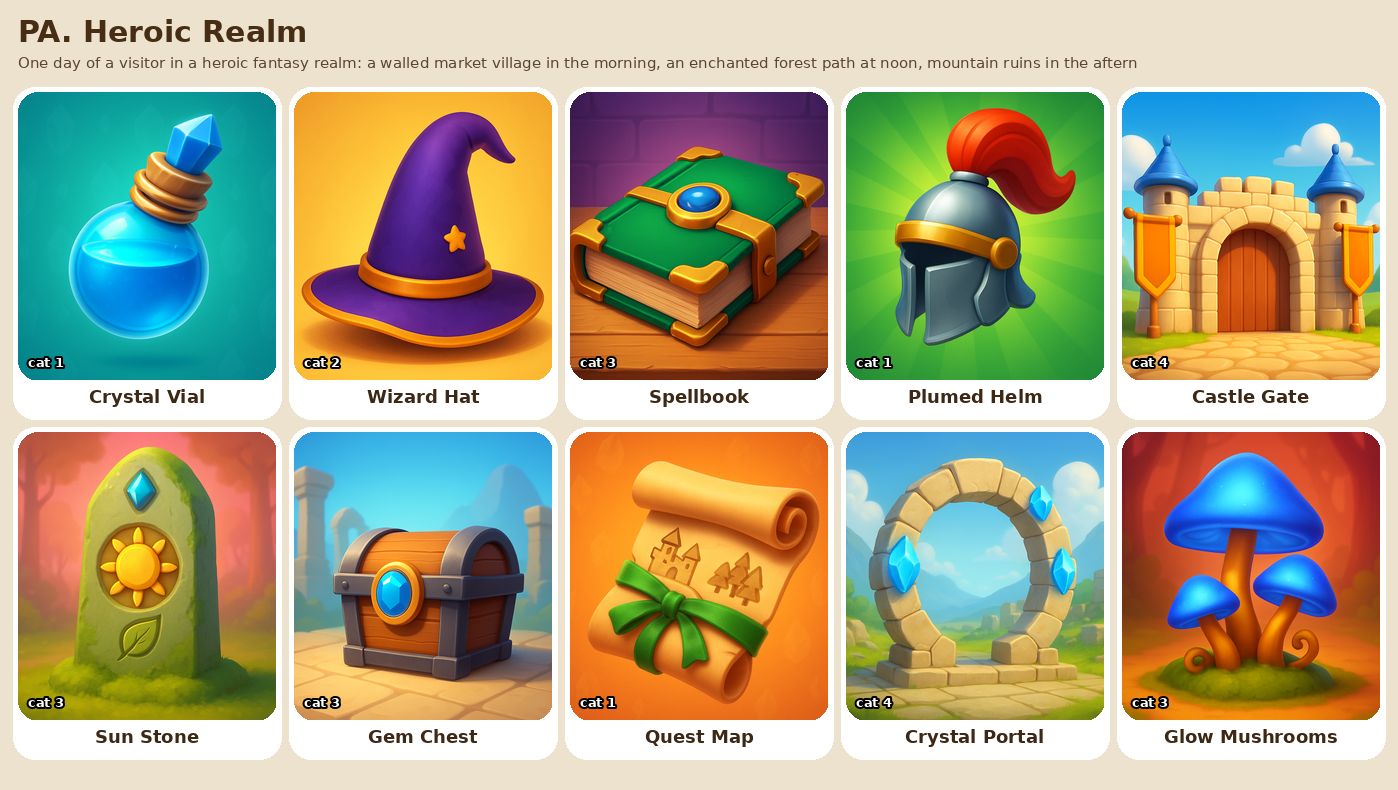 PA. Heroic Realm
One day of a visitor in a heroic fantasy realm: a walled market village in the morning, an enchanted forest path at noon, mountain ruins in the aftern
cat 1
cat 2
cat 3
cat 1
cat 4
Crystal Vial
Wizard Hat
Spellbook
Plumed Helm
Castle Gate
cat 3
cat 3
cat 1
cat 4
cat 3
Sun Stone
Gem Chest
Quest Map
Crystal Portal
Glow Mushrooms